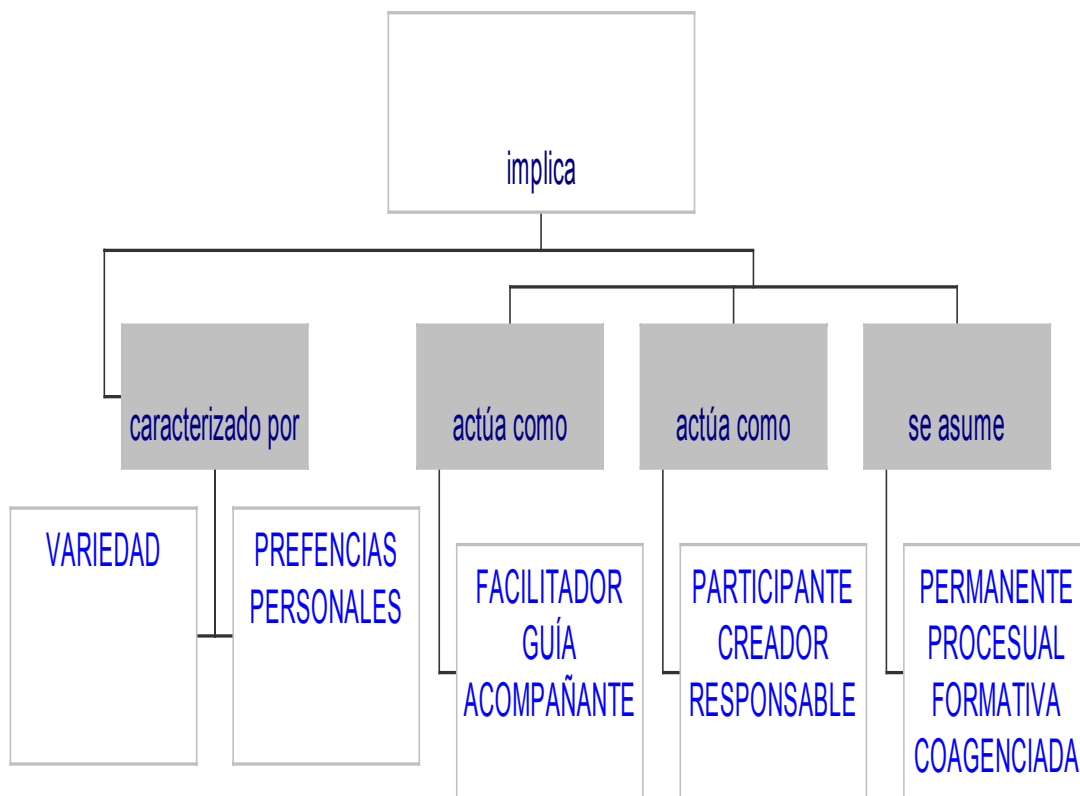 implica
caracterizado por
actúa como
actúa como
se asume
VARIEDAD
PREFENCIAS
PERSONALES
FACILITADOR
GUÍA
ACOMPAÑANTE
PARTICIPANTE
CREADOR
RESPONSABLE
PERMANENTE
PROCESUAL
FORMATIVA
COAGENCIADA